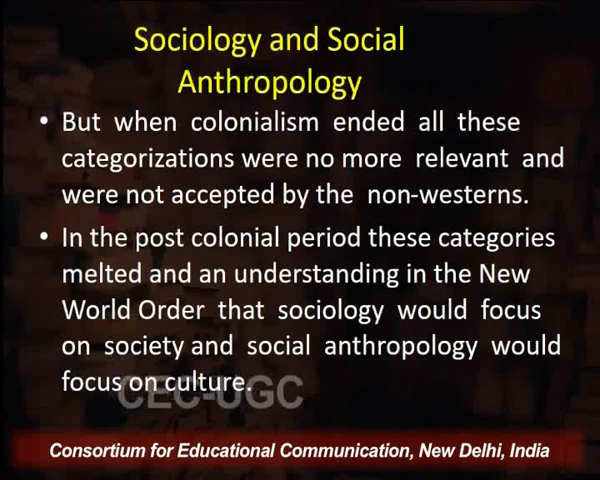 Sociology and Social
Anthropology
• But when colonialism ended all these
categorizations were no more relevant and
were not accepted by the non-westerns.
• In the post colonial period these categories
melted and an understanding in the New
World Order that sociology would focus
on society and social anthropology would
focus on culture.
CEC-UGC
Consortium for Educational Communication, New Delhi, India